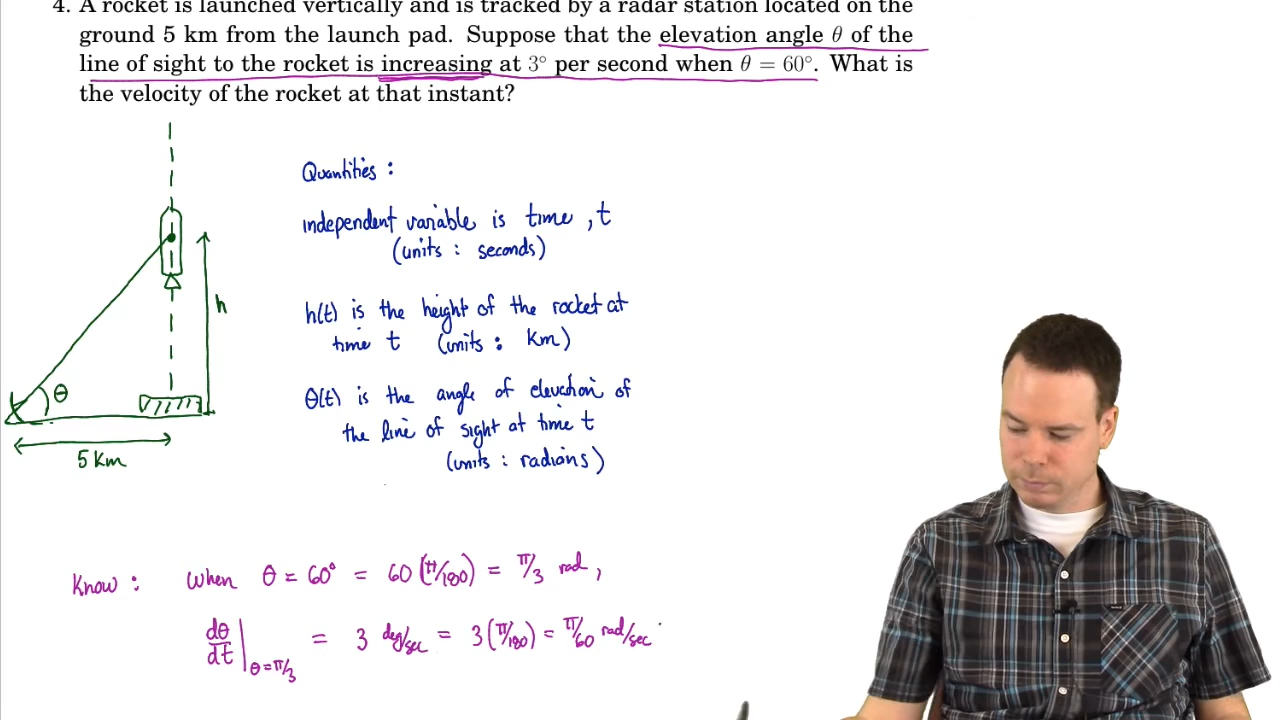 4. A rocket is launched vertically and is tracked by a radar station located on the
ground 5 km from the launch pad. Suppose that the elevation angle θ of the
line of sight to the rocket is increasing at 3° per second when θ = 60°. What is
the velocity of the rocket at that instant?
Quantities :
independent variable is time, t
(units : seconds)
h
h(t) is the height of the rocket at
time t (units : km)
θ
θ(t) is the angle of elevation of
the line of sight at time t
(units : radians)
5 km
Know : When θ = 60° = 60 (π/180) = π/3 rad,
dθ/dt |θ=π/3 = 3 deg/sec = 3 (π/180) = π/60 rad/sec.